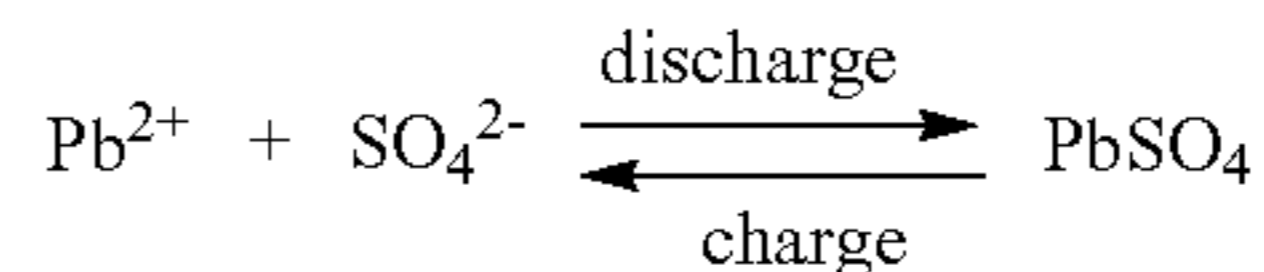 discharge
Pb²⁺ + SO₄²⁻ PbSO₄
charge